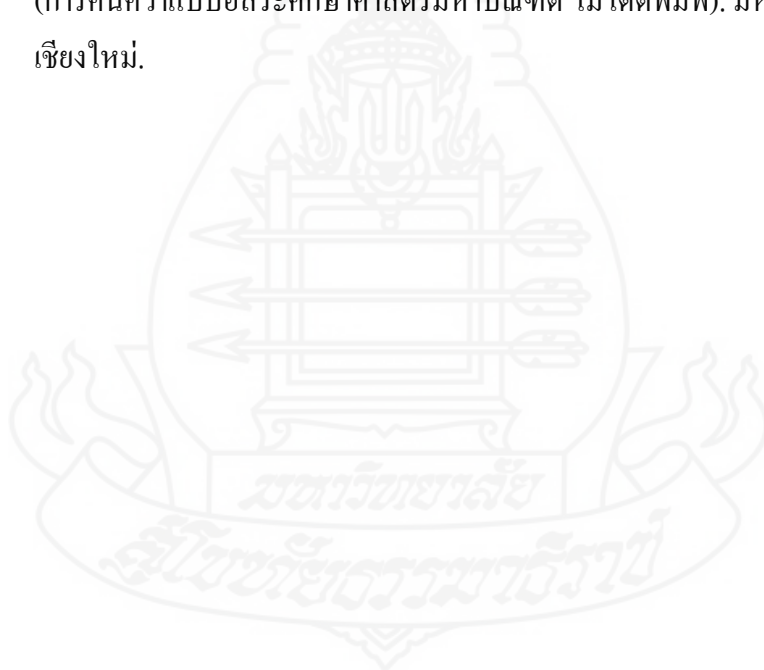 (การค้นคว้าแบบอิสระศึกษาศาสตรมหาบัณฑิต ไม่ได้ตีพิมพ์).
เชียงใหม่.
มหาวิทยาลัย
สุโขทัยธรรมาธิราช